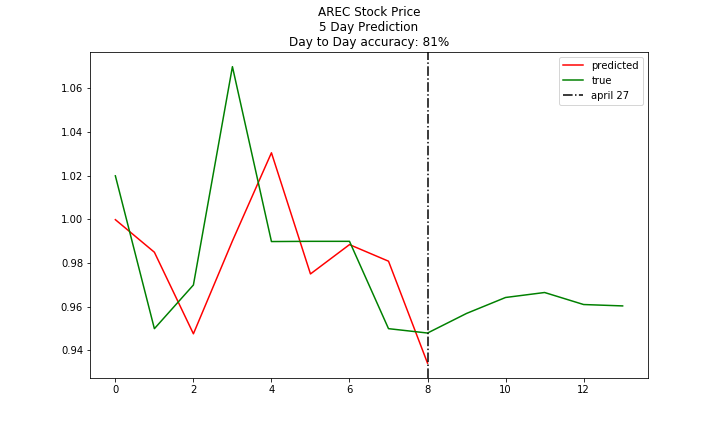 AREC Stock Price
5 Day Prediction
Day to Day accuracy: 81%
predicted
true
april 27
1.06
1.04
1.02
1.00
0.98
0.96
0.94
0 2 4 6 8 10 12